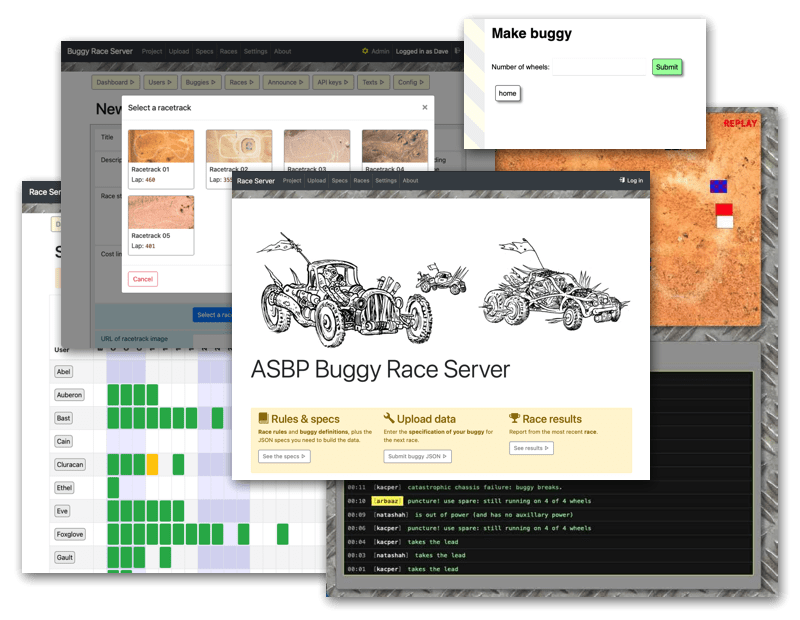 Buggy Race Server Project Upload Specs Races Settings About Admin Logged in as Dave
Dashboard Users Buggies Races Announce API keys Texts Config
New
Title
Race st
Cost lim
Select a race
URL of racetrack image
Select a racetrack ×
Racetrack 01
Lap: 460
Racetrack 02
Racetrack 03
Racetrack 04
Racetrack 05
Lap: 401
Cancel
Make buggy
Number of wheels:
Submit
home
REPLAY
Race Ser
User
Abel
Auberon
Bast
Cain
Cluracan
Ethel
Eve
Foxglove
Gault
Race Server Project Upload Specs Races Settings About Log in
ASBP Buggy Race Server
Rules & specs
Race rules and buggy definitions, plus the
JSON specs you need to build the data.
See the specs
Upload data
Enter the specification of your buggy for
the next race.
Submit buggy JSON
Race results
Report from the most recent race.
See results
00:11 [kacper] catastrophic chassis failure: buggy breaks.
00:10 [arbaaz] puncture! use spare: still running on 4 of 4 wheels
00:09 [natashah] is out of power (and has no auxillary power)
00:06 [kacper] puncture! use spare: still running on 4 of 4 wheels
00:04 [kacper] takes the lead
00:03 [natashah] takes the lead
00:01 [kacper] takes the lead